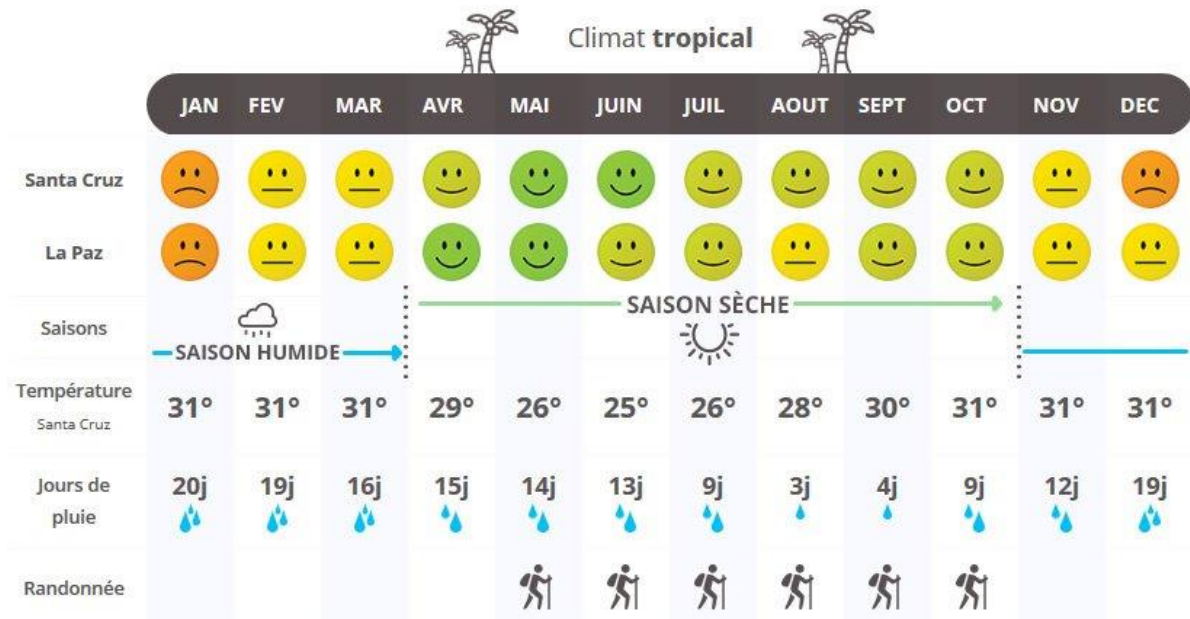 Climat tropical
JAN FEV MAR AVR MAI JUIN JUIL AOUT SEPT OCT NOV DEC
Santa Cruz
La Paz
SAISON SÈCHE
Saisons
SAISON HUMIDE
Température
Santa Cruz
31° 31° 31° 29° 26° 25° 26° 28° 30° 31° 31° 31°
Jours de
pluie
20j 19j 16j 15j 14j 13j 9j 3j 4j 9j 12j 19j
Randonnée